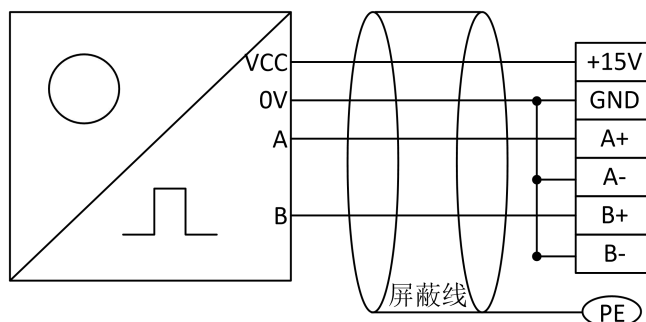 VCC
+15V
0V
GND
A
A+
A-
B
B+
B-
屏蔽线
PE